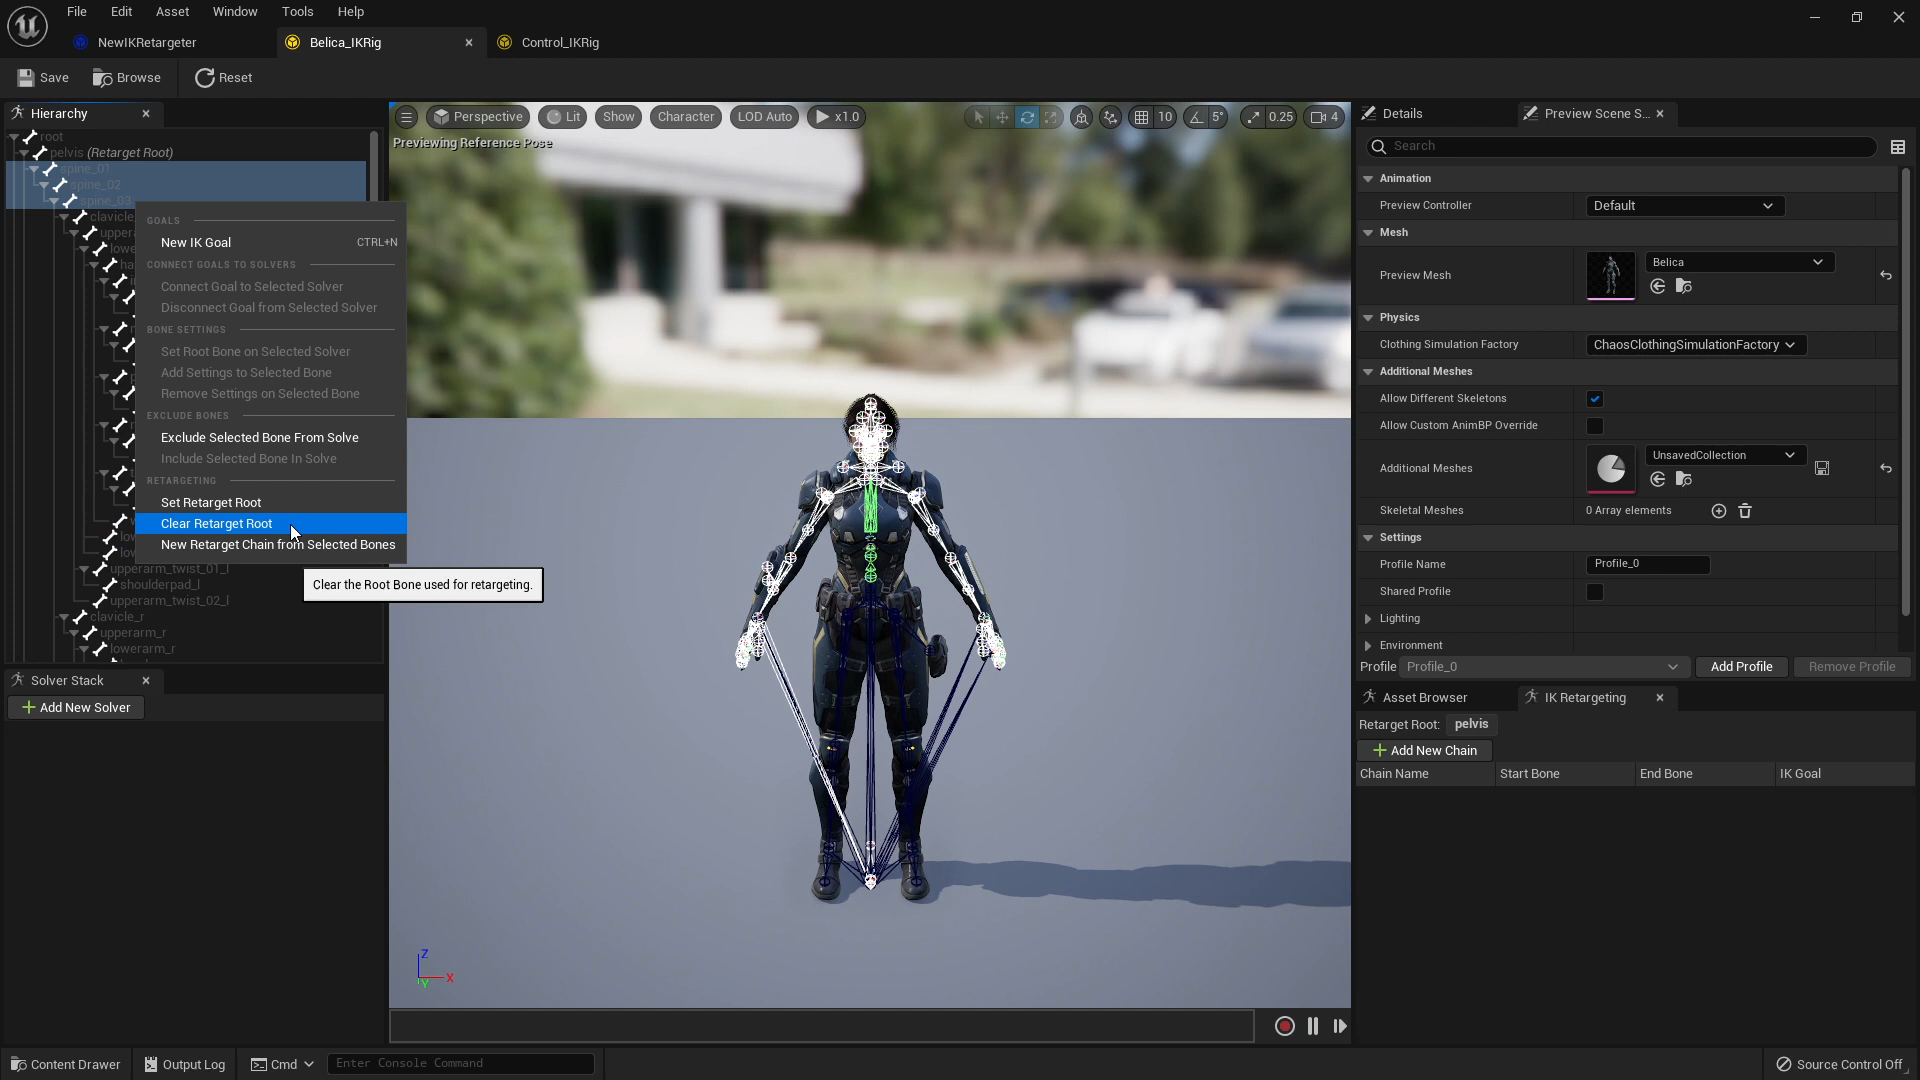 File Edit Asset Window Tools Help
NewIKRetargeter Belica_IKRig Control_IKRig
Save Browse Reset
Hierarchy
root
pelvis (Retarget Root)
spine_01
spine_02
spine_03
clavicle
GOALS
New IK Goal CTRL+N
CONNECT GOALS TO SOLVERS
Connect Goal to Selected Solver
Disconnect Goal from Selected Solver
BONE SETTINGS
Set Root Bone on Selected Solver
Add Settings to Selected Bone
Remove Settings on Selected Bone
EXCLUDE BONES
Exclude Selected Bone From Solve
Include Selected Bone In Solve
RETARGETING
Set Retarget Root
Clear Retarget Root
New Retarget Chain from Selected Bones
Clear the Root Bone used for retargeting.
upperarm_twist_01_l
shoulderpad_l
upperarm_twist_02_l
clavicle_r
upperarm_r
lowerarm_r
Solver Stack
Add New Solver
Perspective Lit Show Character LOD Auto x1.0 10 5° 0.25 4
Previewing Reference Pose
Z
X
Y
Details Preview Scene S...
Search
Animation
Preview Controller Default
Mesh
Preview Mesh Belica
Physics
Clothing Simulation Factory ChaosClothingSimulationFactory
Additional Meshes
Allow Different Skeletons
Allow Custom AnimBP Override
Additional Meshes UnsavedCollection
Skeletal Meshes 0 Array elements
Settings
Profile Name Profile_0
Shared Profile
Lighting
Environment
Profile Profile_0 Add Profile Remove Profile
Asset Browser IK Retargeting
Retarget Root: pelvis
Add New Chain
Chain Name Start Bone End Bone IK Goal
Content Drawer Output Log Cmd Enter Console Command Source Control Off